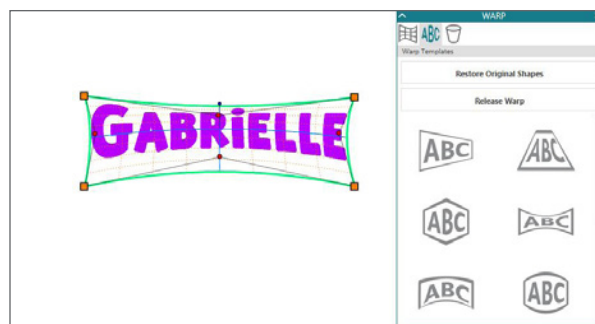 WARP
ABC
Warp Templates
GABRiELLE
Restore Original Shapes
Release Warp
ABC ABC
ABC ABC
ABC ABC